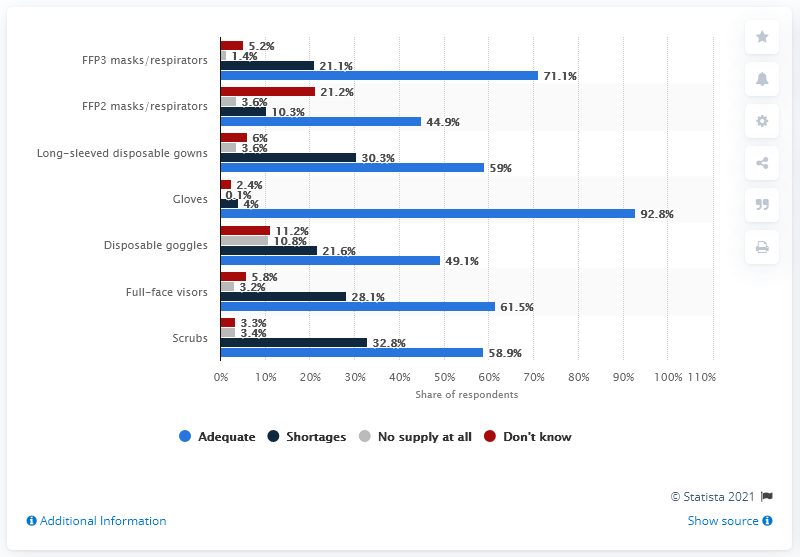 FFP3 masks/respirators
5.2%
1.4%
21.1%
71.1%
FFP2 masks/respirators
21.2%
3.6%
10.3%
44.9%
Long-sleeved disposable gowns
6%
3.6%
30.3%
59%
Gloves
2.4%
0.1%
4%
92.8%
Disposable goggles
11.2%
10.8%
21.6%
49.1%
Full-face visors
5.8%
3.2%
28.1%
61.5%
Scrubs
3.3%
3.4%
32.8%
58.9%
0% 10% 20% 30% 40% 50% 60% 70% 80% 90% 100% 110%
Share of respondents
Adequate Shortages No supply at all Don't know
© Statista 2021
Additional Information Show source